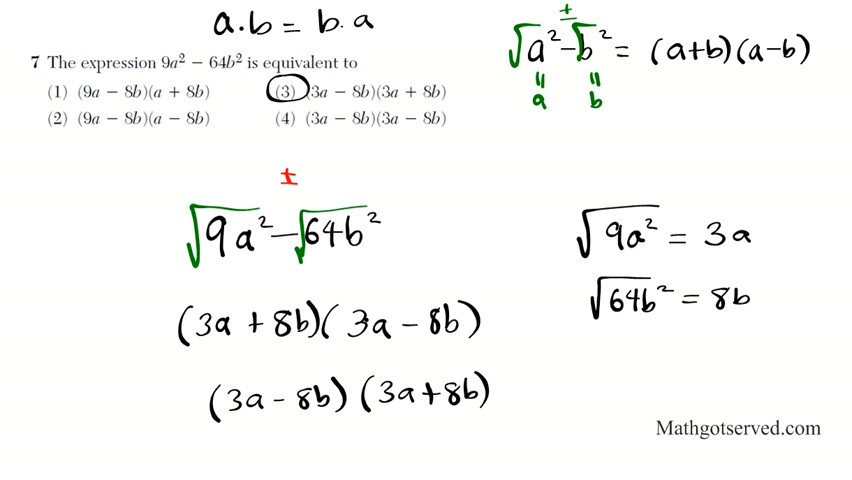 a.b = b.a
±
√a² - √b² = (a+b)(a-b)
=
a
=
b
7 The expression 9a² − 64b² is equivalent to
(1) (9a − 8b)(a + 8b)
(3) (3a − 8b)(3a + 8b)
(2) (9a − 8b)(a − 8b)
(4) (3a − 8b)(3a − 8b)
±
√9a² - √64b²
√9a² = 3a
√64b² = 8b
(3a + 8b)(3a - 8b)
(3a - 8b)(3a + 8b)
Mathgotserved.com